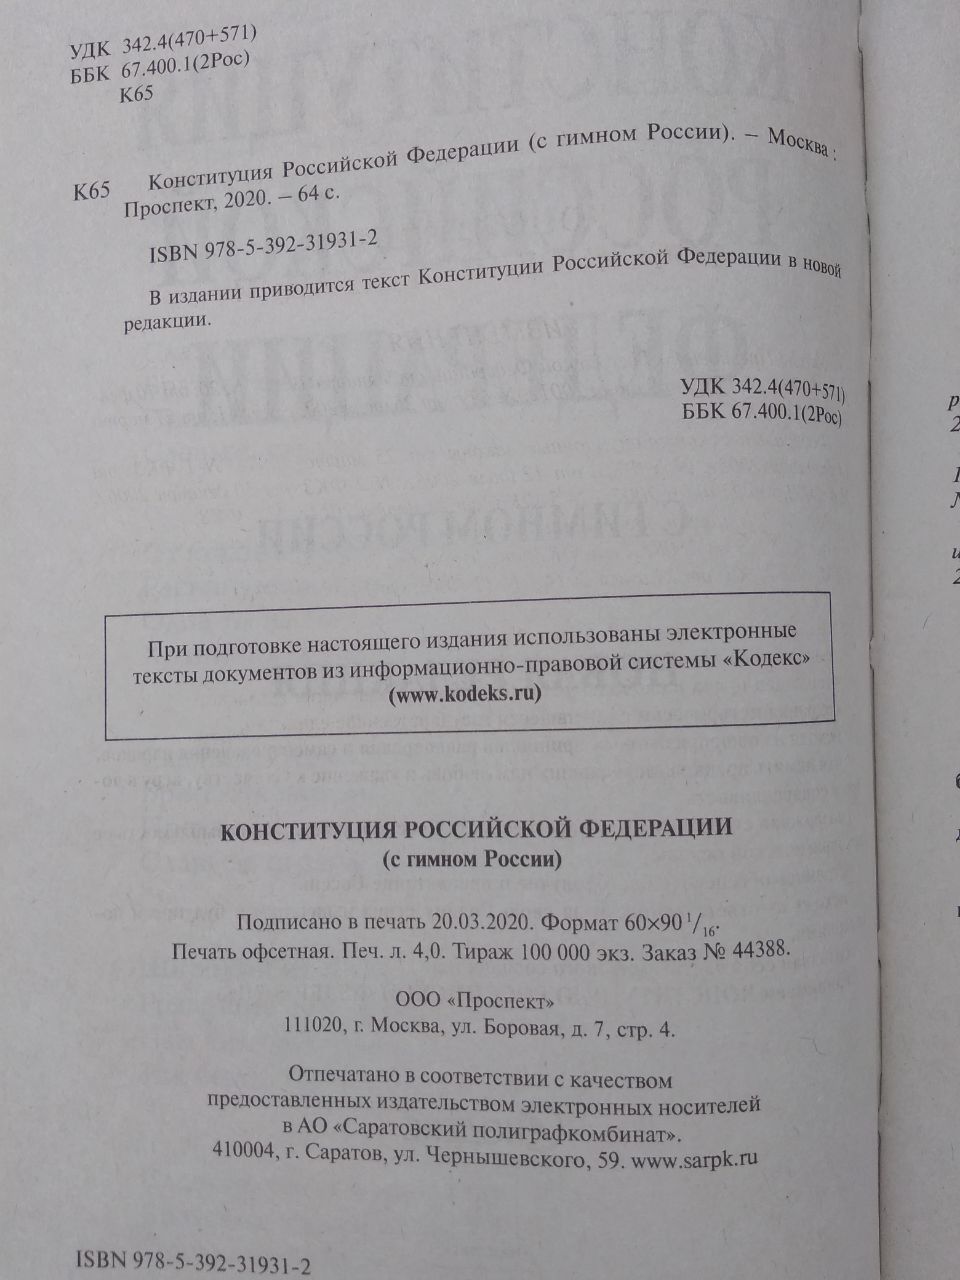 УДК 342.4(470+571)
ББК 67.400.1(2Рос)
К65
К65 Конституция Российской Федерации (с гимном России). – Москва :
Проспект, 2020. – 64 с.
ISBN 978-5-392-31931-2
В издании приводится текст Конституции Российской Федерации в новой
редакции.
УДК 342.4(470+571)
ББК 67.400.1(2Рос)
При подготовке настоящего издания использованы электронные
тексты документов из информационно-правовой системы «Кодекс»
(www.kodeks.ru)
КОНСТИТУЦИЯ РОССИЙСКОЙ ФЕДЕРАЦИИ
(с гимном России)
Подписано в печать 20.03.2020. Формат 60×90 1/16.
Печать офсетная. Печ. л. 4,0. Тираж 100 000 экз. Заказ № 44388.
ООО «Проспект»
111020, г. Москва, ул. Боровая, д. 7, стр. 4.
Отпечатано в соответствии с качеством
предоставленных издательством электронных носителей
в АО «Саратовский полиграфкомбинат».
410004, г. Саратов, ул. Чернышевского, 59. www.sarpk.ru
ISBN 978-5-392-31931-2